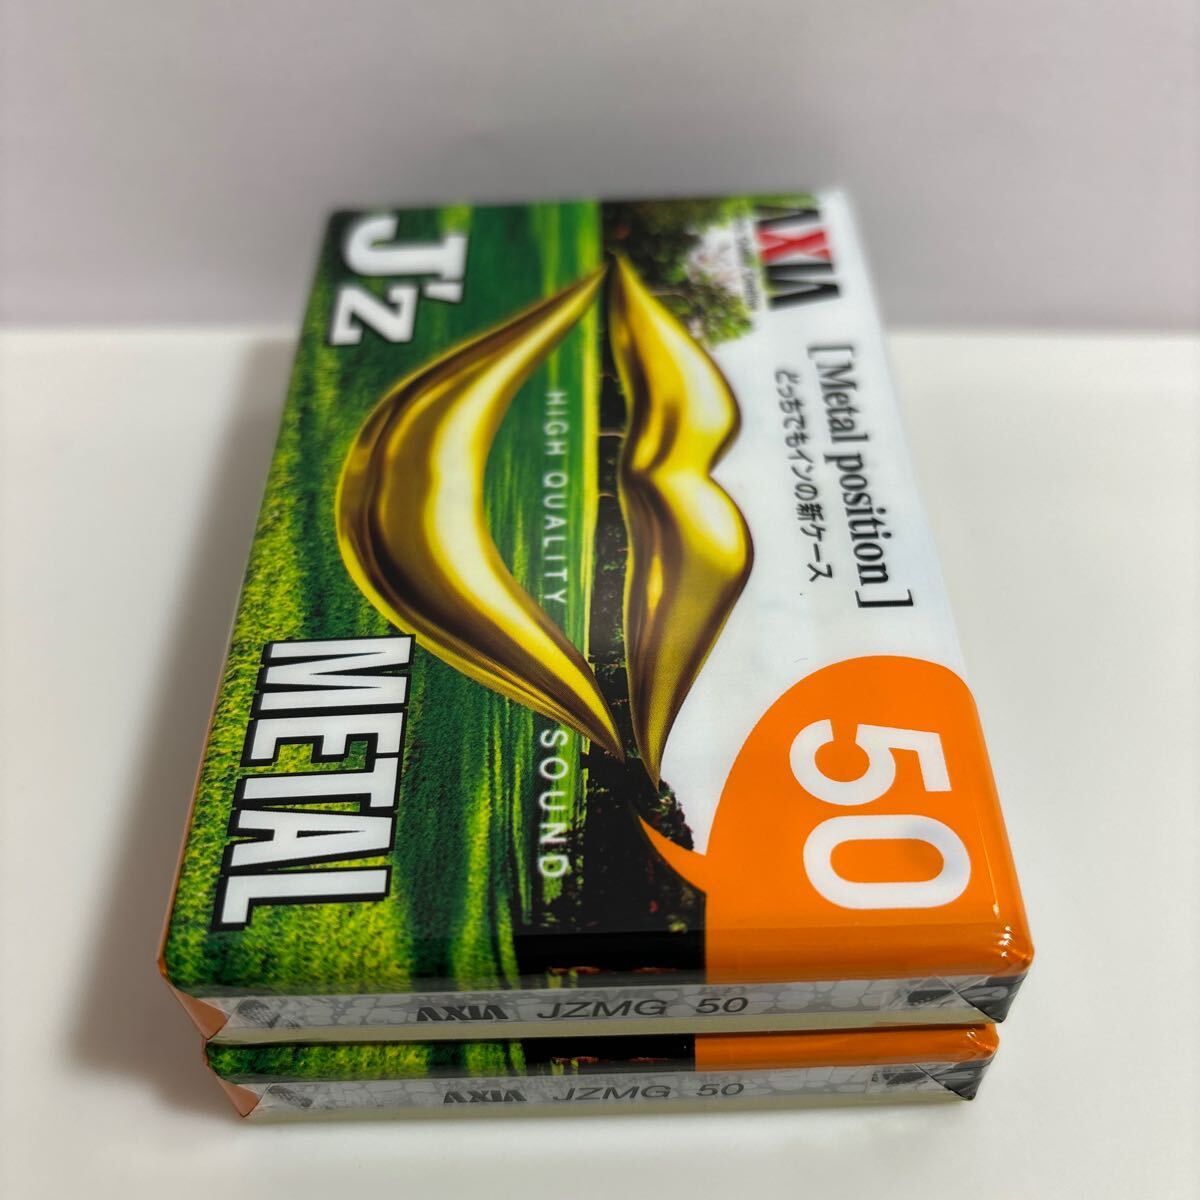 AXIA
[Metal position]
どっちでもインの新ケース
50
HIGH QUALITY SOUND
J'z
METAL
AXIA JZMG 50
AXIA JZMG 50